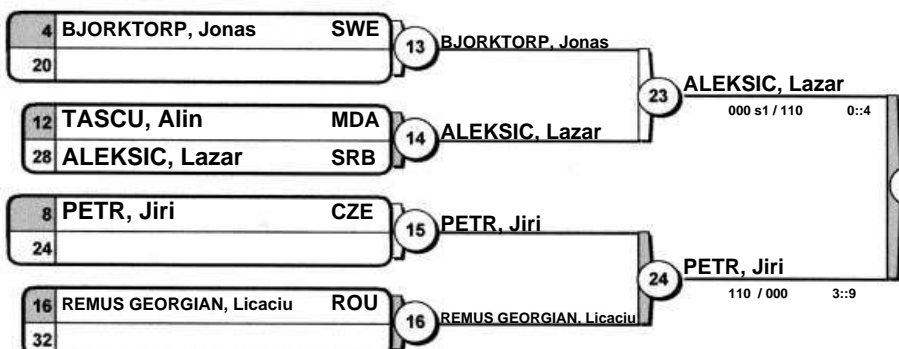 4 BJORKTORP, Jonas SWE
20
13 BJORKTORP, Jonas
12 TASCU, Alin MDA
28 ALEKSIC, Lazar SRB
14 ALEKSIC, Lazar
23 ALEKSIC, Lazar
000 s1 / 110 0::4
8 PETR, Jiri CZE
24
15 PETR, Jiri
16 REMUS GEORGIAN, Licaciu ROU
32
16 REMUS GEORGIAN, Licaciu
24 PETR, Jiri
110 / 000 3::9